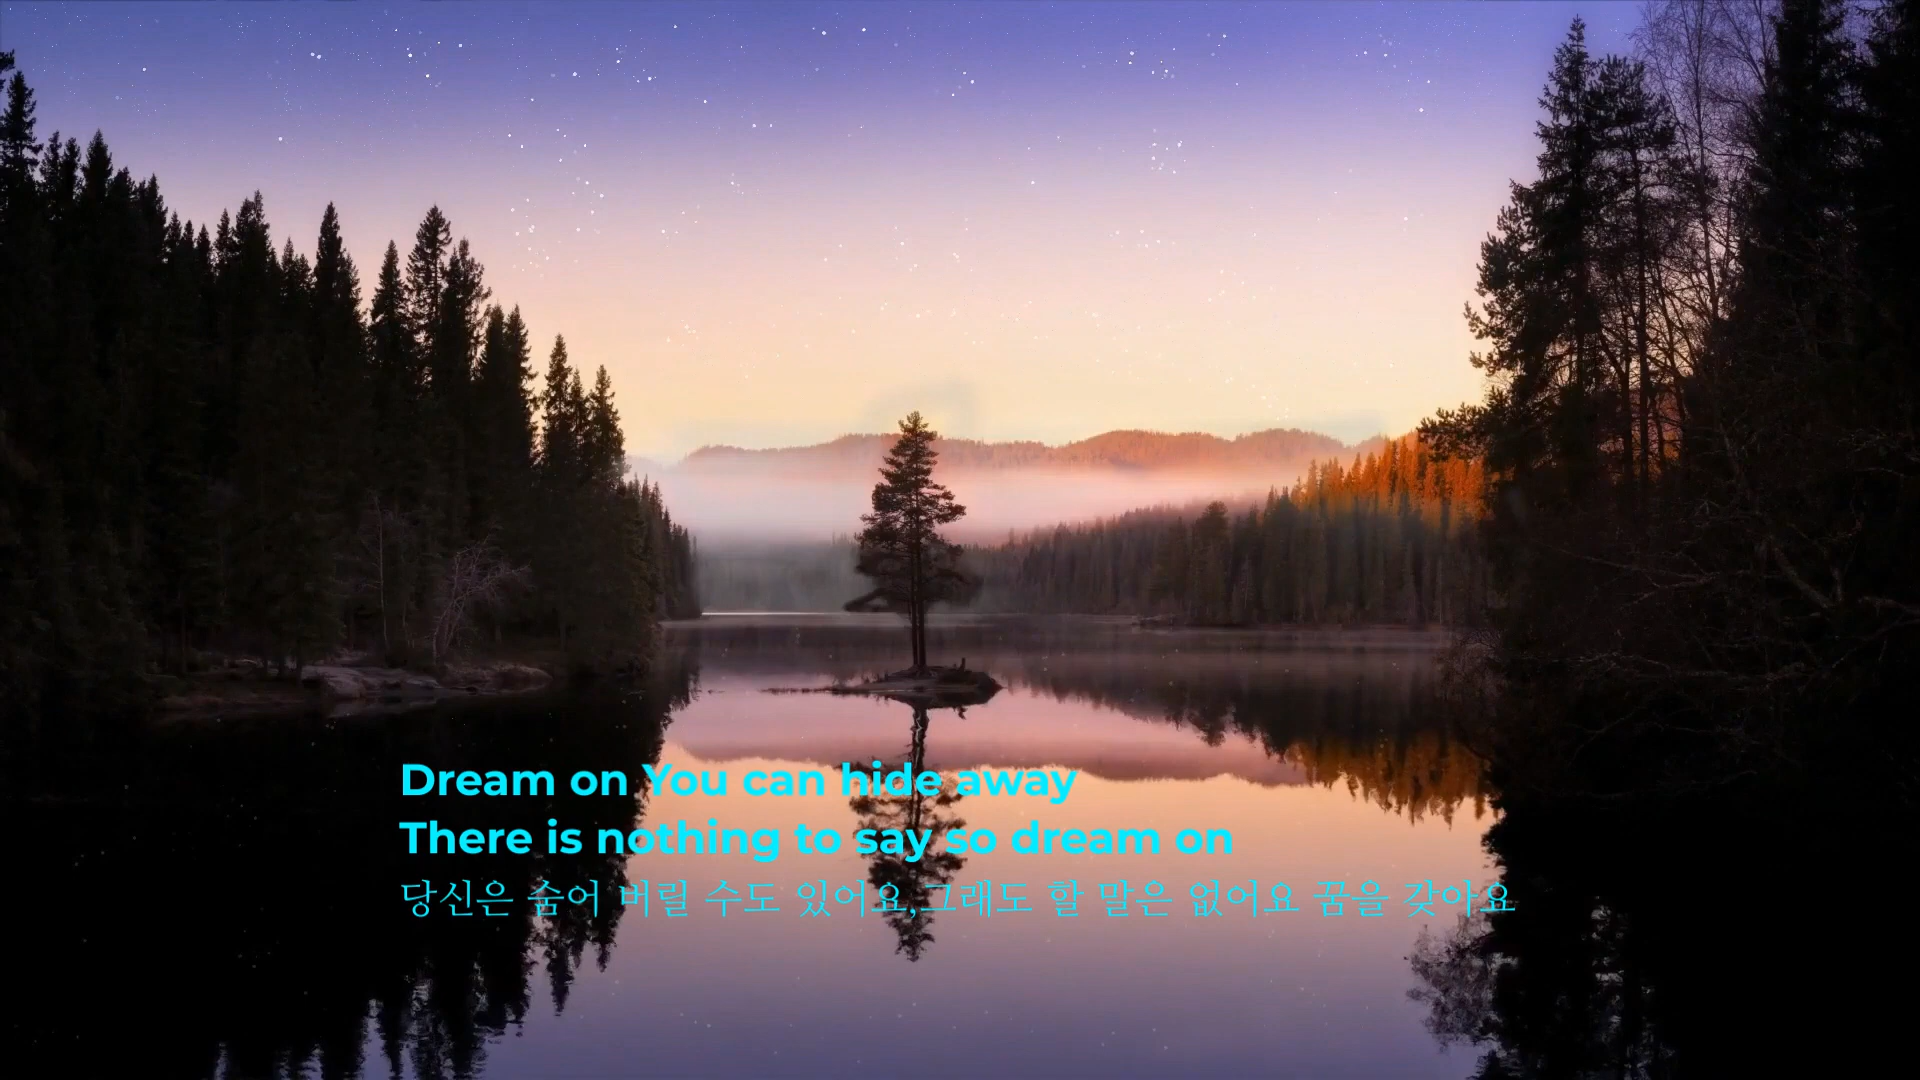 Dream on You can hide away
There is nothing to say so dream on
당신은 숨어 버릴 수도 있어요,그래도 할 말은 없어요 꿈을 갖아요